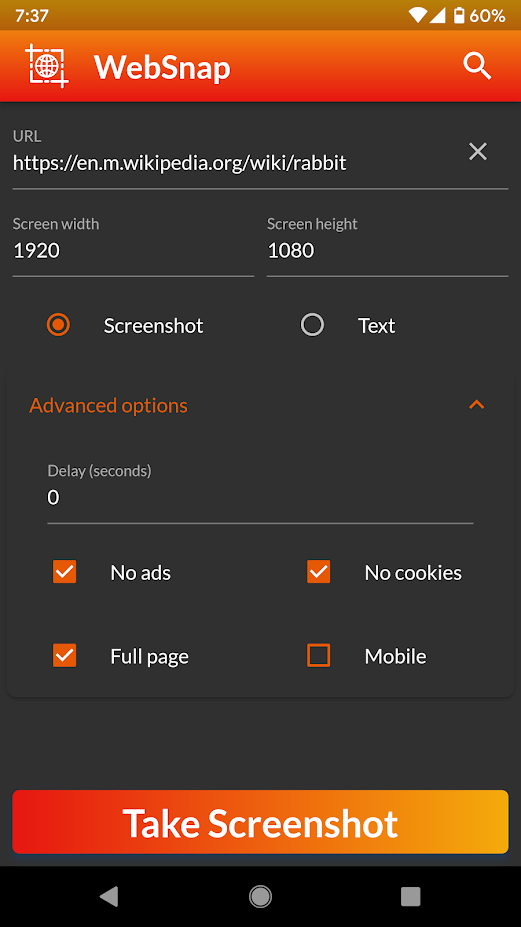 7:37
60%
WebSnap
URL
https://en.m.wikipedia.org/wiki/rabbit
Screen width
Screen height
1920
1080
Screenshot
Text
Advanced options
Delay (seconds)
0
No ads
No cookies
Full page
Mobile
Take Screenshot